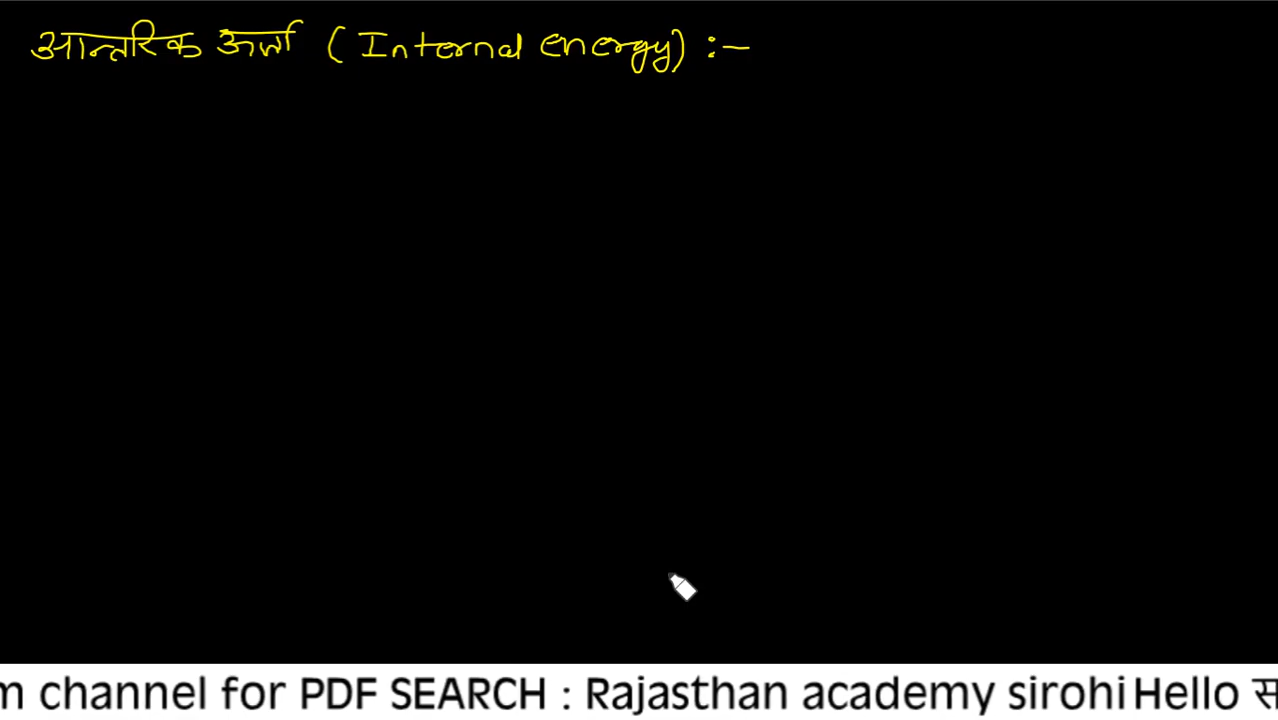 आन्तरिक ऊर्जा (Internal energy) :-
m channel for PDF SEARCH : Rajasthan academy sirohi Hello स